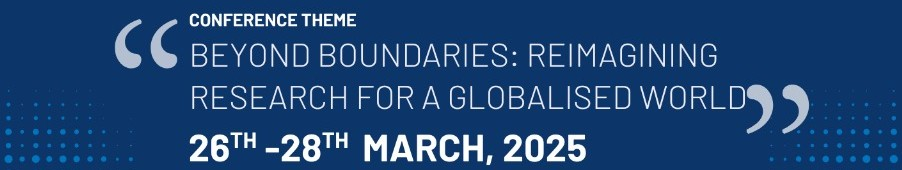 CONFERENCE THEME
“BEYOND BOUNDARIES: REIMAGINING
RESEARCH FOR A GLOBALISED WORLD”
26TH -28TH MARCH, 2025